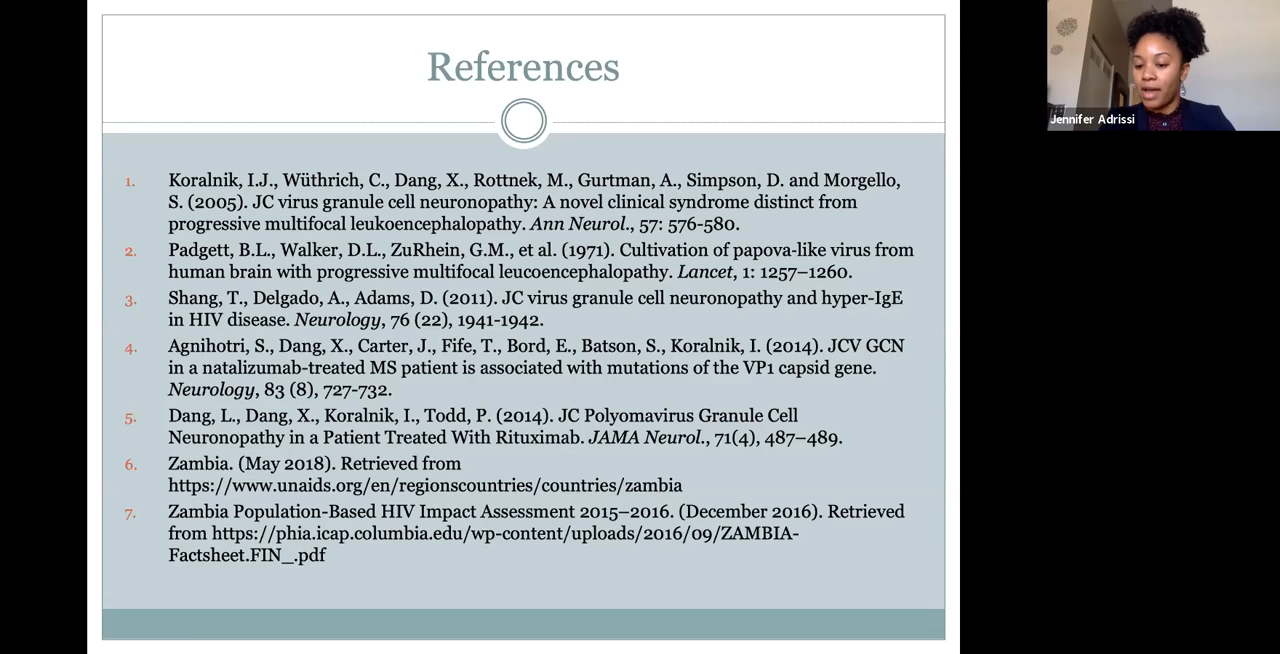 References
1. Koralnik, I.J., Wüthrich, C., Dang, X., Rottnek, M., Gurtman, A., Simpson, D. and Morgello,
S. (2005). JC virus granule cell neuronopathy: A novel clinical syndrome distinct from
progressive multifocal leukoencephalopathy. Ann Neurol., 57: 576-580.
2. Padgett, B.L., Walker, D.L., ZuRhein, G.M., et al. (1971). Cultivation of papova-like virus from
human brain with progressive multifocal leucoencephalopathy. Lancet, 1: 1257–1260.
3. Shang, T., Delgado, A., Adams, D. (2011). JC virus granule cell neuronopathy and hyper-IgE
in HIV disease. Neurology, 76 (22), 1941-1942.
4. Agnihotri, S., Dang, X., Carter, J., Fife, T., Bord, E., Batson, S., Koralnik, I. (2014). JCV GCN
in a natalizumab-treated MS patient is associated with mutations of the VP1 capsid gene.
Neurology, 83 (8), 727-732.
5. Dang, L., Dang, X., Koralnik, I., Todd, P. (2014). JC Polyomavirus Granule Cell
Neuronopathy in a Patient Treated With Rituximab. JAMA Neurol., 71(4), 487–489.
6. Zambia. (May 2018). Retrieved from
https://www.unaids.org/en/regionscountries/countries/zambia
7. Zambia Population-Based HIV Impact Assessment 2015–2016. (December 2016). Retrieved
from https://phia.icap.columbia.edu/wp-content/uploads/2016/09/ZAMBIA-
Factsheet.FIN_.pdf
Jennifer Adrissi